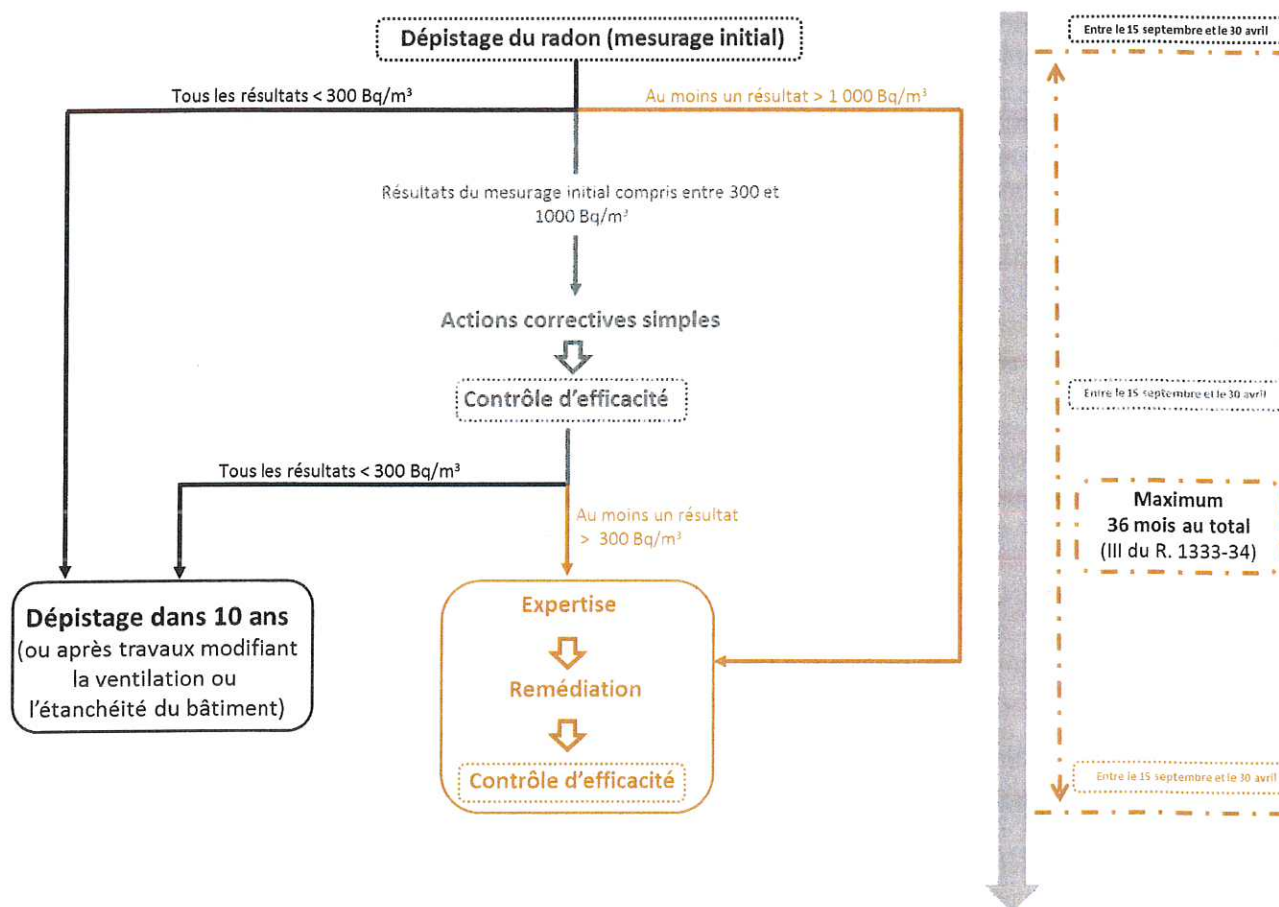 Dépistage du radon (mesurage initial)
Entre le 15 septembre et le 30 avril
Tous les résultats < 300 Bq/m³
Au moins un résultat > 1 000 Bq/m³
Résultats du mesurage initial compris entre 300 et
1000 Bq/m³
Actions correctives simples
Contrôle d'efficacité
Entre le 15 septembre et le 30 avril
Tous les résultats < 300 Bq/m³
Au moins un résultat
> 300 Bq/m³
Maximum
36 mois au total
(III du R. 1333-34)
Dépistage dans 10 ans
(ou après travaux modifiant
la ventilation ou
l'étanchéité du bâtiment)
Expertise
Remédiation
Contrôle d'efficacité
Entre le 15 septembre et le 30 avril